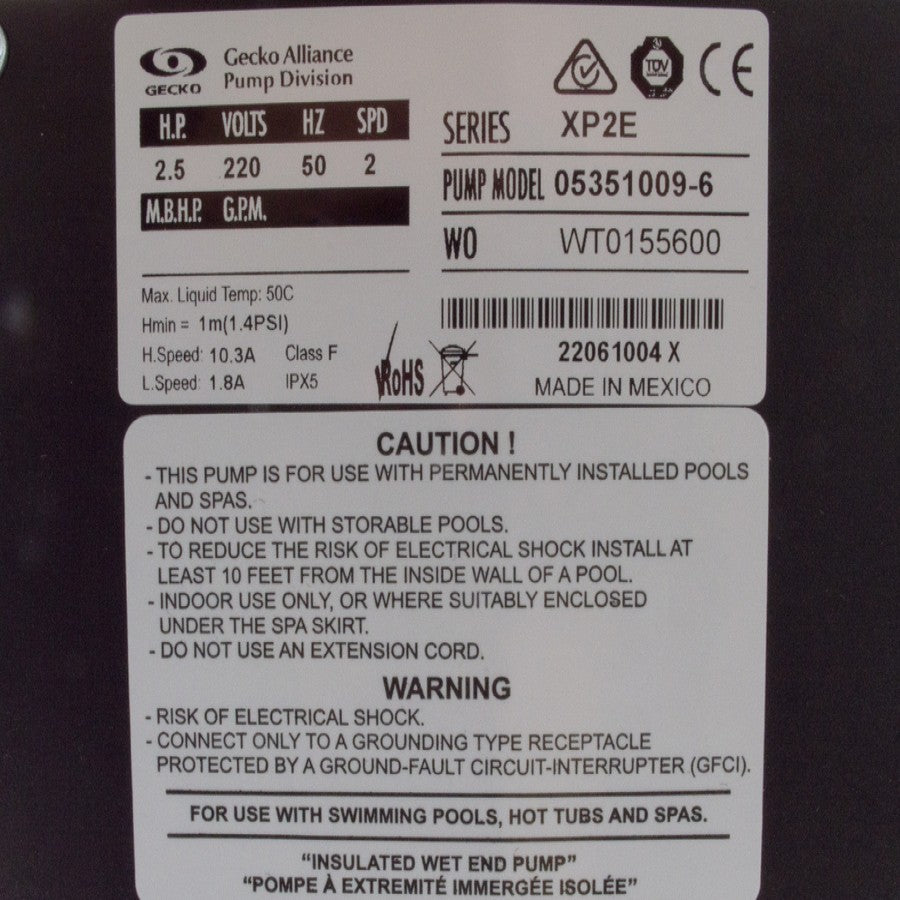 GECKO
Gecko Alliance
Pump Division
TÜV
CE
H.P. VOLTS HZ SPD
2.5 220 50 2
M.B.H.P. G.P.M.
SERIES XP2E
PUMP MODEL 05351009-6
WO WT0155600
Max. Liquid Temp: 50C
Hmin = 1m(1.4PSI)
H.Speed: 10.3A Class F
L.Speed: 1.8A IPX5
RoHS
22061004 X
MADE IN MEXICO
CAUTION !
- THIS PUMP IS FOR USE WITH PERMANENTLY INSTALLED POOLS
AND SPAS.
- DO NOT USE WITH STORABLE POOLS.
- TO REDUCE THE RISK OF ELECTRICAL SHOCK INSTALL AT
LEAST 10 FEET FROM THE INSIDE WALL OF A POOL.
- INDOOR USE ONLY, OR WHERE SUITABLY ENCLOSED
UNDER THE SPA SKIRT.
- DO NOT USE AN EXTENSION CORD.
WARNING
- RISK OF ELECTRICAL SHOCK.
- CONNECT ONLY TO A GROUNDING TYPE RECEPTACLE
PROTECTED BY A GROUND-FAULT CIRCUIT-INTERRUPTER (GFCI).
FOR USE WITH SWIMMING POOLS, HOT TUBS AND SPAS.
“INSULATED WET END PUMP”
“POMPE À EXTREMITÉ IMMERGÉE ISOLÉE”